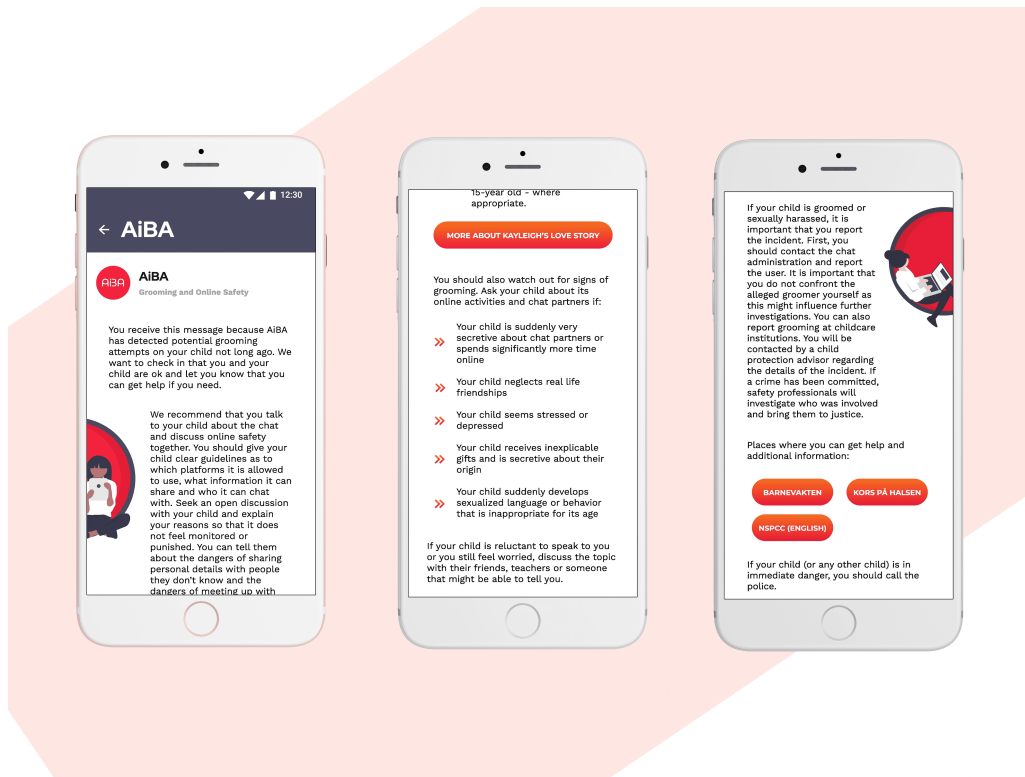 12:30
AiBA
AiBA
AiBA
Grooming and Online Safety
You receive this message because AiBA
has detected potential grooming
attempts on your child not long ago. We
want to check in that you and your
child are ok and let you know that you
can get help if you need.
We recommend that you talk
to your child about the chat
and discuss online safety
together. You should give your
child clear guidelines as to
which platforms it is allowed
to use, what information it can
share and who it can chat
with. Seek an open discussion
with your child and explain
your reasons so that it does
not feel monitored or
punished. You can tell them
about the dangers of sharing
personal details with people
they don't know and the
dangers of meeting up with
15-year old - where
appropriate.
MORE ABOUT KAYLEIGH'S LOVE STORY
You should also watch out for signs of
grooming. Ask your child about its
online activities and chat partners if:
Your child is suddenly very
secretive about chat partners or
spends significantly more time
online
Your child neglects real life
friendships
Your child seems stressed or
depressed
Your child receives inexplicable
gifts and is secretive about their
origin
Your child suddenly develops
sexualized language or behavior
that is inappropriate for its age
If your child is reluctant to speak to you
or you still feel worried, discuss the topic
with their friends, teachers or someone
that might be able to tell you.
If your child is groomed or
sexually harassed, it is
important that you report
the incident. First, you
should contact the chat
administration and report
the user. It is important that
you do not confront the
alleged groomer yourself as
this might influence further
investigations. You can also
report grooming at childcare
institutions. You will be
contacted by a child
protection advisor regarding
the details of the incident. If
a crime has been committed,
safety professionals will
investigate who was involved
and bring them to justice.
Places where you can get help and
additional information:
BARNEVAKTEN
KORS PÅ HALSEN
NSPCC (ENGLISH)
If your child (or any other child) is in
immediate danger, you should call the
police.